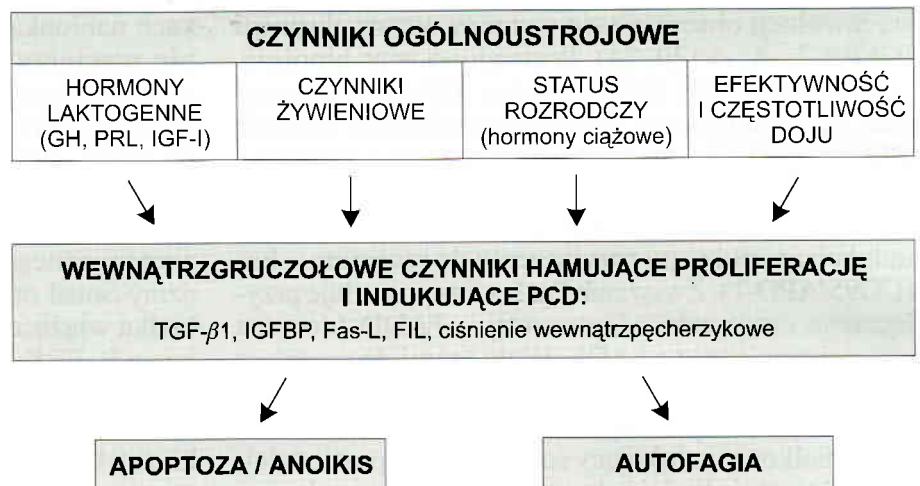 CZYNNIKI OGÓLNOUSTROJOWE
HORMONY
LAKTOGENNE
(GH, PRL, IGF-I)
CZYNNIKI
ŻYWIENIOWE
STATUS
ROZRODCZY
(hormony ciążowe)
EFEKTYWNOŚĆ
I CZĘSTOTLIWOŚĆ
DOJU
WEWNĄTRZGRUCZOŁOWE CZYNNIKI HAMUJĄCE PROLIFERACJĘ
I INDUKUJĄCE PCD:
TGF-β1, IGFBP, Fas-L, FIL, ciśnienie wewnątrzpęcherzykowe
APOPTOZA / ANOIKIS
AUTOFAGIA